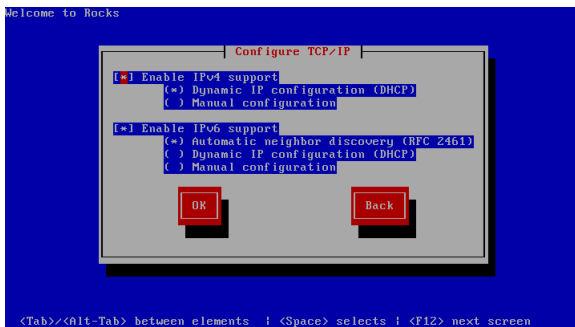 Welcome to Rocks
Configure TCP/IP
[*] Enable IPv4 support
(*) Dynamic IP configuration (DHCP)
( ) Manual configuration
[*] Enable IPv6 support
(*) Automatic neighbor discovery (RFC 2461)
( ) Dynamic IP configuration (DHCP)
( ) Manual configuration
OK Back
<Tab>/<Alt-Tab> between elements | <Space> selects | <F12> next screen